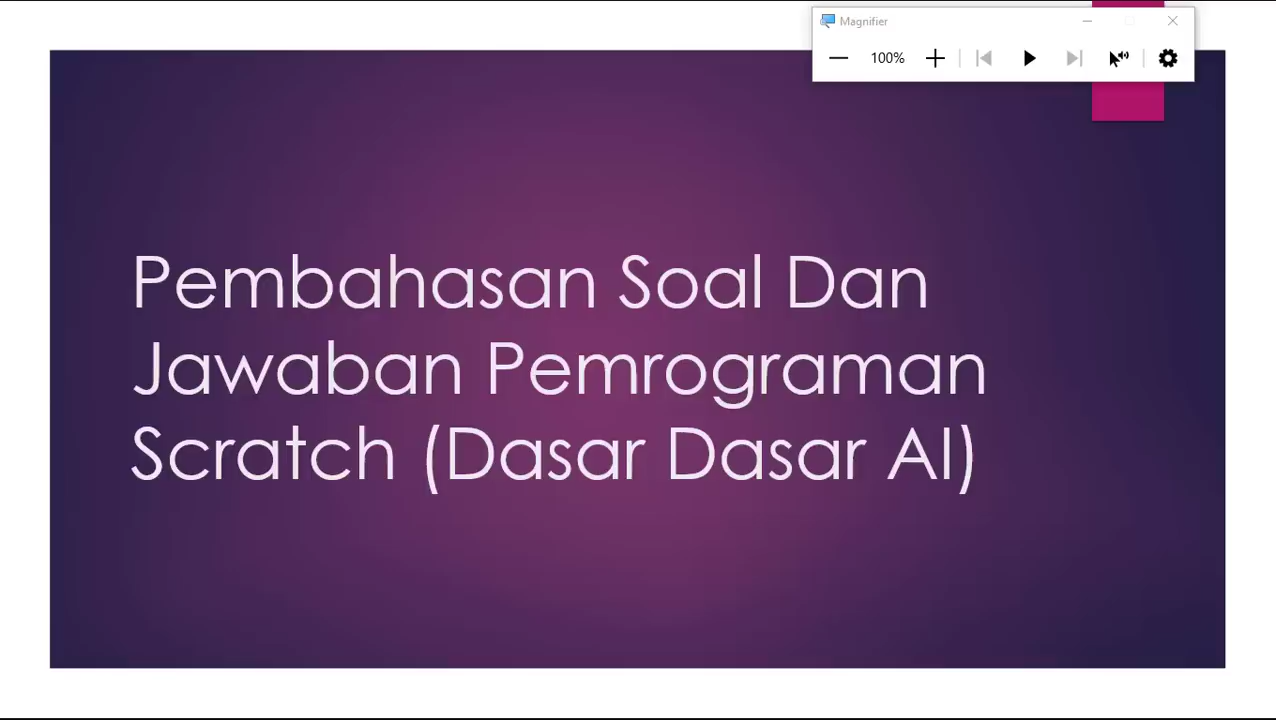 Magnifier
100%
Pembahasan Soal Dan
Jawaban Pemrograman
Scratch (Dasar Dasar AI)